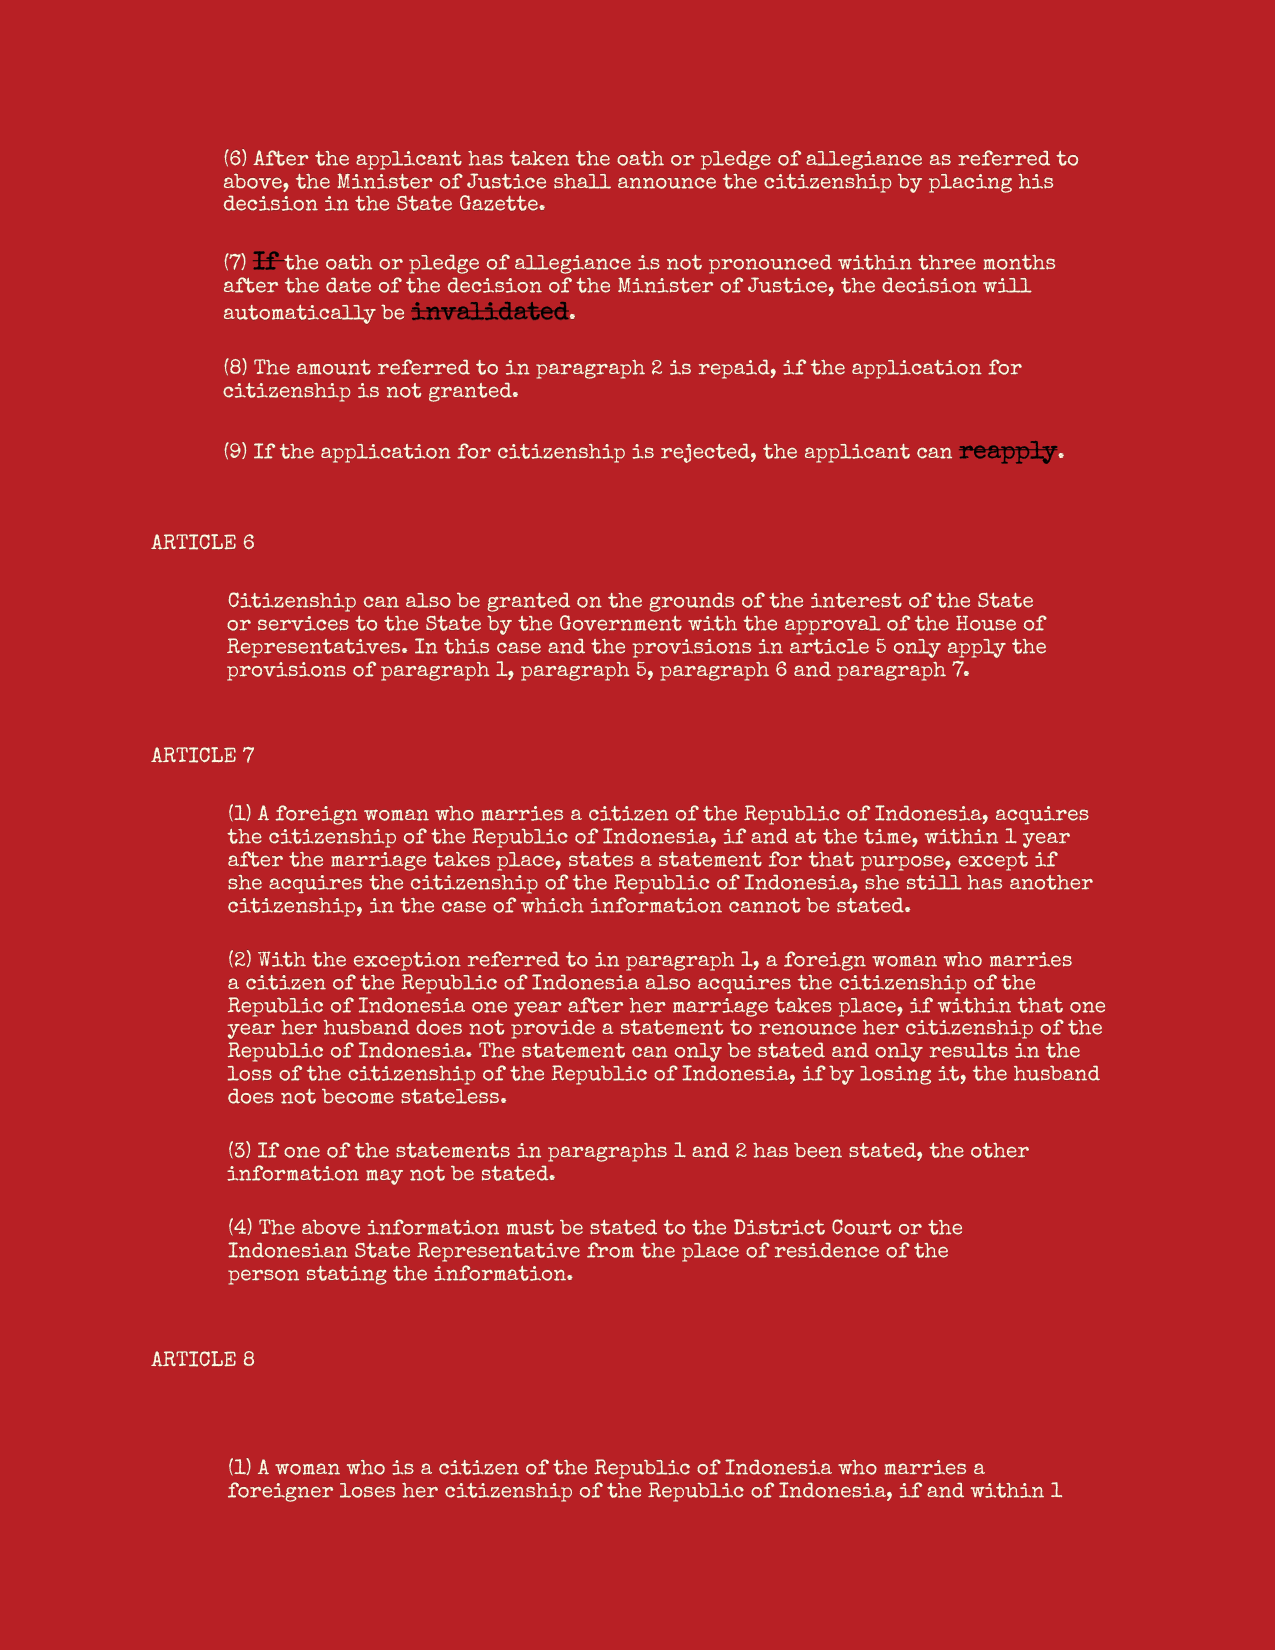 (6) After the applicant has taken the oath or pledge of allegiance as referred to
above, the Minister of Justice shall announce the citizenship by placing his
decision in the State Gazette.
(7) If the oath or pledge of allegiance is not pronounced within three months
after the date of the decision of the Minister of Justice, the decision will
automatically be invalidated.
(8) The amount referred to in paragraph 2 is repaid, if the application for
citizenship is not granted.
(9) If the application for citizenship is rejected, the applicant can reapply.
ARTICLE 6
Citizenship can also be granted on the grounds of the interest of the State
or services to the State by the Government with the approval of the House of
Representatives. In this case and the provisions in article 5 only apply the
provisions of paragraph 1, paragraph 5, paragraph 6 and paragraph 7.
ARTICLE 7
(1) A foreign woman who marries a citizen of the Republic of Indonesia, acquires
the citizenship of the Republic of Indonesia, if and at the time, within 1 year
after the marriage takes place, states a statement for that purpose, except if
she acquires the citizenship of the Republic of Indonesia, she still has another
citizenship, in the case of which information cannot be stated.
(2) With the exception referred to in paragraph 1, a foreign woman who marries
a citizen of the Republic of Indonesia also acquires the citizenship of the
Republic of Indonesia one year after her marriage takes place, if within that one
year her husband does not provide a statement to renounce her citizenship of the
Republic of Indonesia. The statement can only be stated and only results in the
loss of the citizenship of the Republic of Indonesia, if by losing it, the husband
does not become stateless.
(3) If one of the statements in paragraphs 1 and 2 has been stated, the other
information may not be stated.
(4) The above information must be stated to the District Court or the
Indonesian State Representative from the place of residence of the
person stating the information.
ARTICLE 8
(1) A woman who is a citizen of the Republic of Indonesia who marries a
foreigner loses her citizenship of the Republic of Indonesia, if and within 1